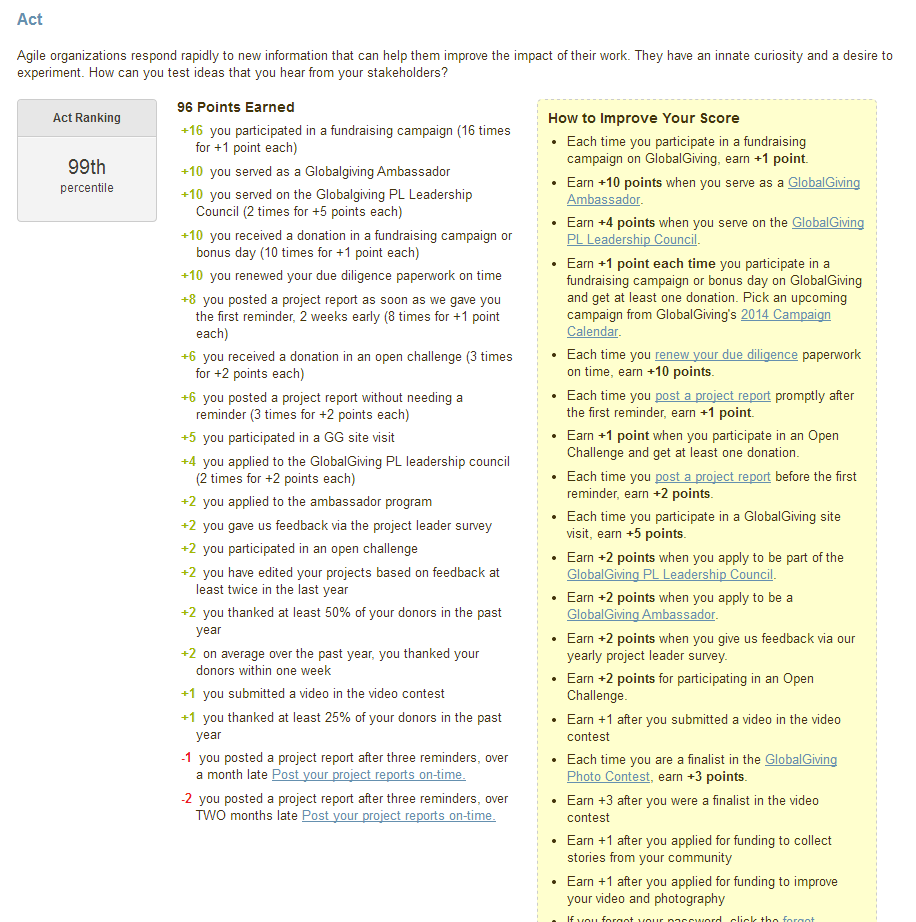 Act
Agile organizations respond rapidly to new information that can help them improve the impact of their work. They have an innate curiosity and a desire to
experiment. How can you test ideas that you hear from your stakeholders?
Act Ranking
99th
percentile
96 Points Earned
+16 you participated in a fundraising campaign (16 times
for +1 point each)
+10 you served as a Globalgiving Ambassador
+10 you served on the Globalgiving PL Leadership
Council (2 times for +5 points each)
+10 you received a donation in a fundraising campaign or
bonus day (10 times for +1 point each)
+10 you renewed your due diligence paperwork on time
+8 you posted a project report as soon as we gave you
the first reminder, 2 weeks early (8 times for +1 point
each)
+6 you received a donation in an open challenge (3 times
for +2 points each)
+6 you posted a project report without needing a
reminder (3 times for +2 points each)
+5 you participated in a GG site visit
+4 you applied to the GlobalGiving PL leadership council
(2 times for +2 points each)
+2 you applied to the ambassador program
+2 you gave us feedback via the project leader survey
+2 you participated in an open challenge
+2 you have edited your projects based on feedback at
least twice in the last year
+2 you thanked at least 50% of your donors in the past
year
+2 on average over the past year, you thanked your
donors within one week
+1 you submitted a video in the video contest
+1 you thanked at least 25% of your donors in the past
year
-1 you posted a project report after three reminders, over
a month late Post your project reports on-time.
-2 you posted a project report after three reminders, over
TWO months late Post your project reports on-time.
How to Improve Your Score
• Each time you participate in a fundraising
campaign on GlobalGiving, earn +1 point.
• Earn +10 points when you serve as a GlobalGiving
Ambassador.
• Earn +4 points when you serve on the GlobalGiving
PL Leadership Council.
• Earn +1 point each time you participate in a
fundraising campaign or bonus day on GlobalGiving
and get at least one donation. Pick an upcoming
campaign from GlobalGiving's 2014 Campaign
Calendar.
• Each time you renew your due diligence paperwork
on time, earn +10 points.
• Each time you post a project report promptly after
the first reminder, earn +1 point.
• Earn +1 point when you participate in an Open
Challenge and get at least one donation.
• Each time you post a project report before the first
reminder, earn +2 points.
• Each time you participate in a GlobalGiving site
visit, earn +5 points.
• Earn +2 points when you apply to be part of the
GlobalGiving PL Leadership Council.
• Earn +2 points when you apply to be a
GlobalGiving Ambassador.
• Earn +2 points when you give us feedback via our
yearly project leader survey.
• Earn +2 points for participating in an Open
Challenge.
• Earn +1 after you submitted a video in the video
contest
• Each time you are a finalist in the GlobalGiving
Photo Contest, earn +3 points.
• Earn +3 after you were a finalist in the video
contest
• Earn +1 after you applied for funding to collect
stories from your community
• Earn +1 after you applied for funding to improve
your video and photography
• If you forget your password, click the forgot